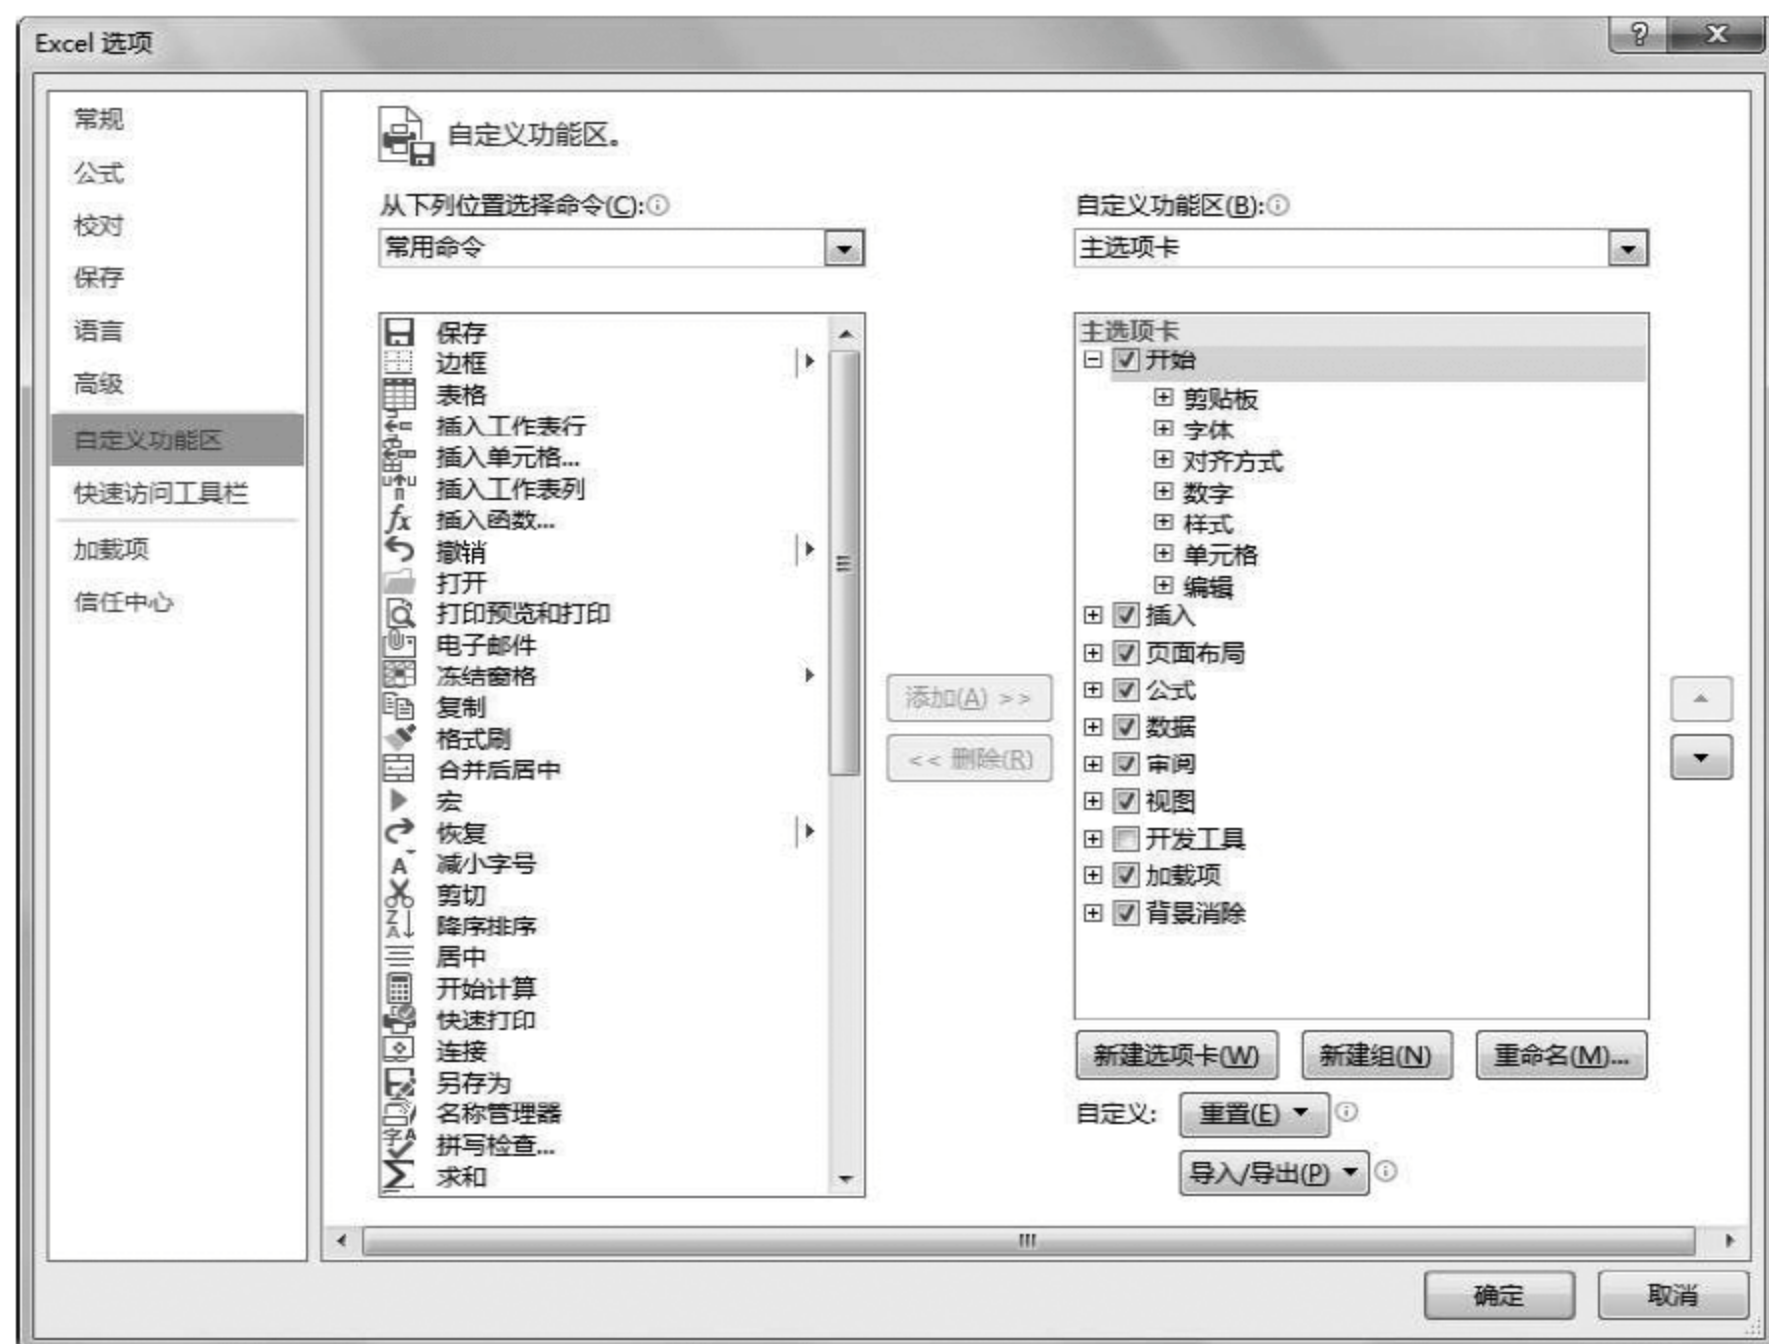 Excel 选项
常规
公式
校对
保存
语言
高级
自定义功能区
快速访问工具栏
加载项
信任中心
自定义功能区。
从下列位置选择命令(C):
常用命令
保存
边框
表格
插入工作表行
插入单元格...
插入工作表列
插入函数...
撤销
打开
打印预览和打印
电子邮件
冻结窗格
复制
格式刷
合并后居中
宏
恢复
减小字号
剪切
降序排序
居中
开始计算
快速打印
连接
另存为
名称管理器
拼写检查...
求和
添加(A) >>
<< 删除(R)
自定义功能区(B):
主选项卡
主选项卡
开始
剪贴板
字体
对齐方式
数字
样式
单元格
编辑
插入
页面布局
公式
数据
审阅
视图
开发工具
加载项
背景消除
新建选项卡(W)
新建组(N)
重命名(M)...
自定义:
重置(E)
导入/导出(P)
确定
取消